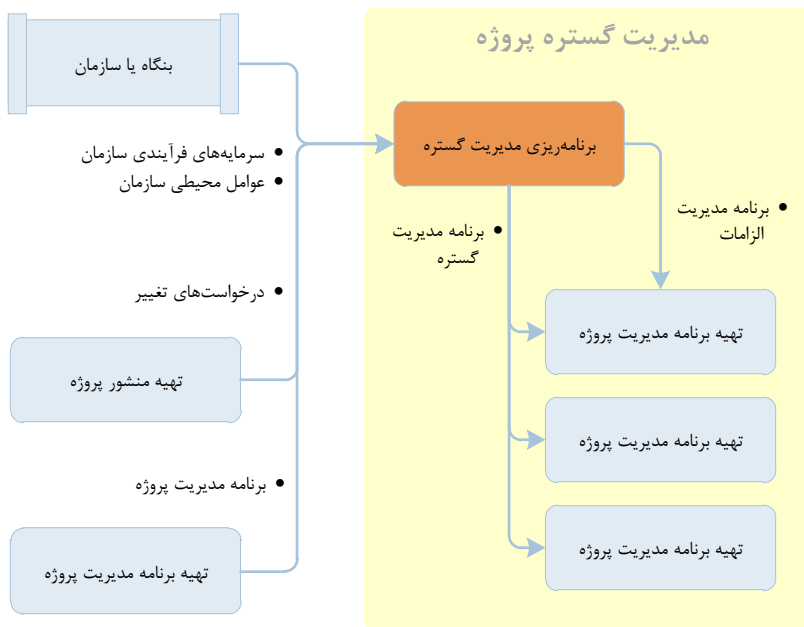 مدیریت گستره پروژه
بنگاه یا سازمان
برنامه‌ریزی مدیریت گستره
• سرمایه‌های فرآیندی سازمان
• عوامل محیطی سازمان
• برنامه مدیریت
الزامات
• برنامه مدیریت
گستره
• درخواست‌های تغییر
تهیه برنامه مدیریت پروژه
تهیه منشور پروژه
تهیه برنامه مدیریت پروژه
• برنامه مدیریت پروژه
تهیه برنامه مدیریت پروژه
تهیه برنامه مدیریت پروژه